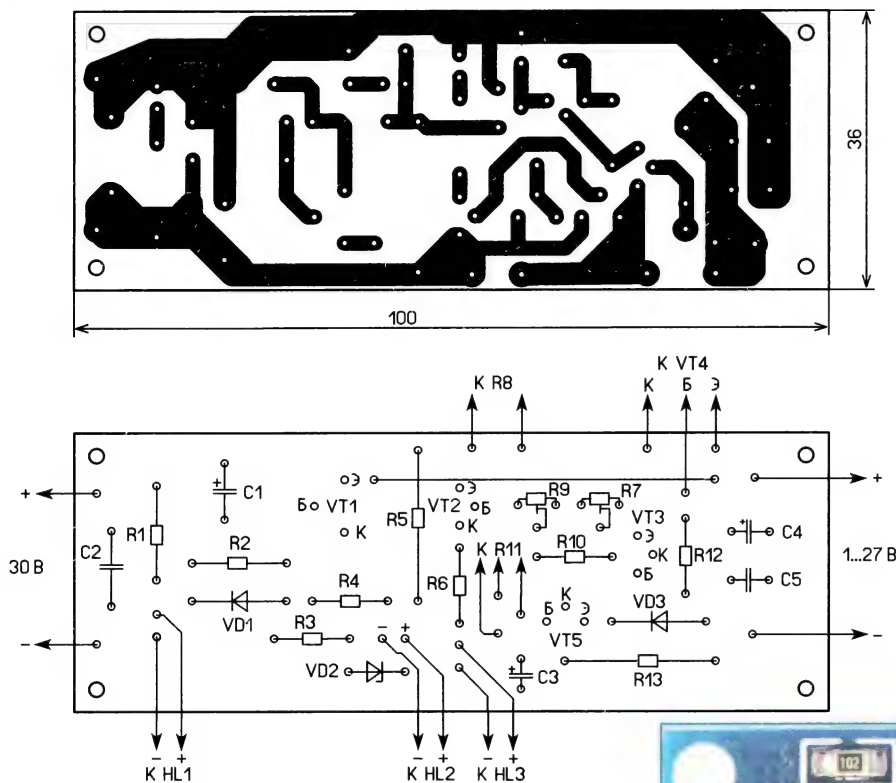 36
100
К VT4
К R8
К Б Э
+
C1
Э
Б VT1
К
R5
Э
VT2 Б
К
R9
R7
VT3
Э
К
Б
+
C4
C2
R1
R2
30 В
R4
R6
К R11
R10
R12
1...27 В
C5
VD1
R3
К
Б Э
VT5
VD3
−
− +
VD2
+
C3
R13
−
− +
К HL1
− +
К HL2
− +
К HL3
102